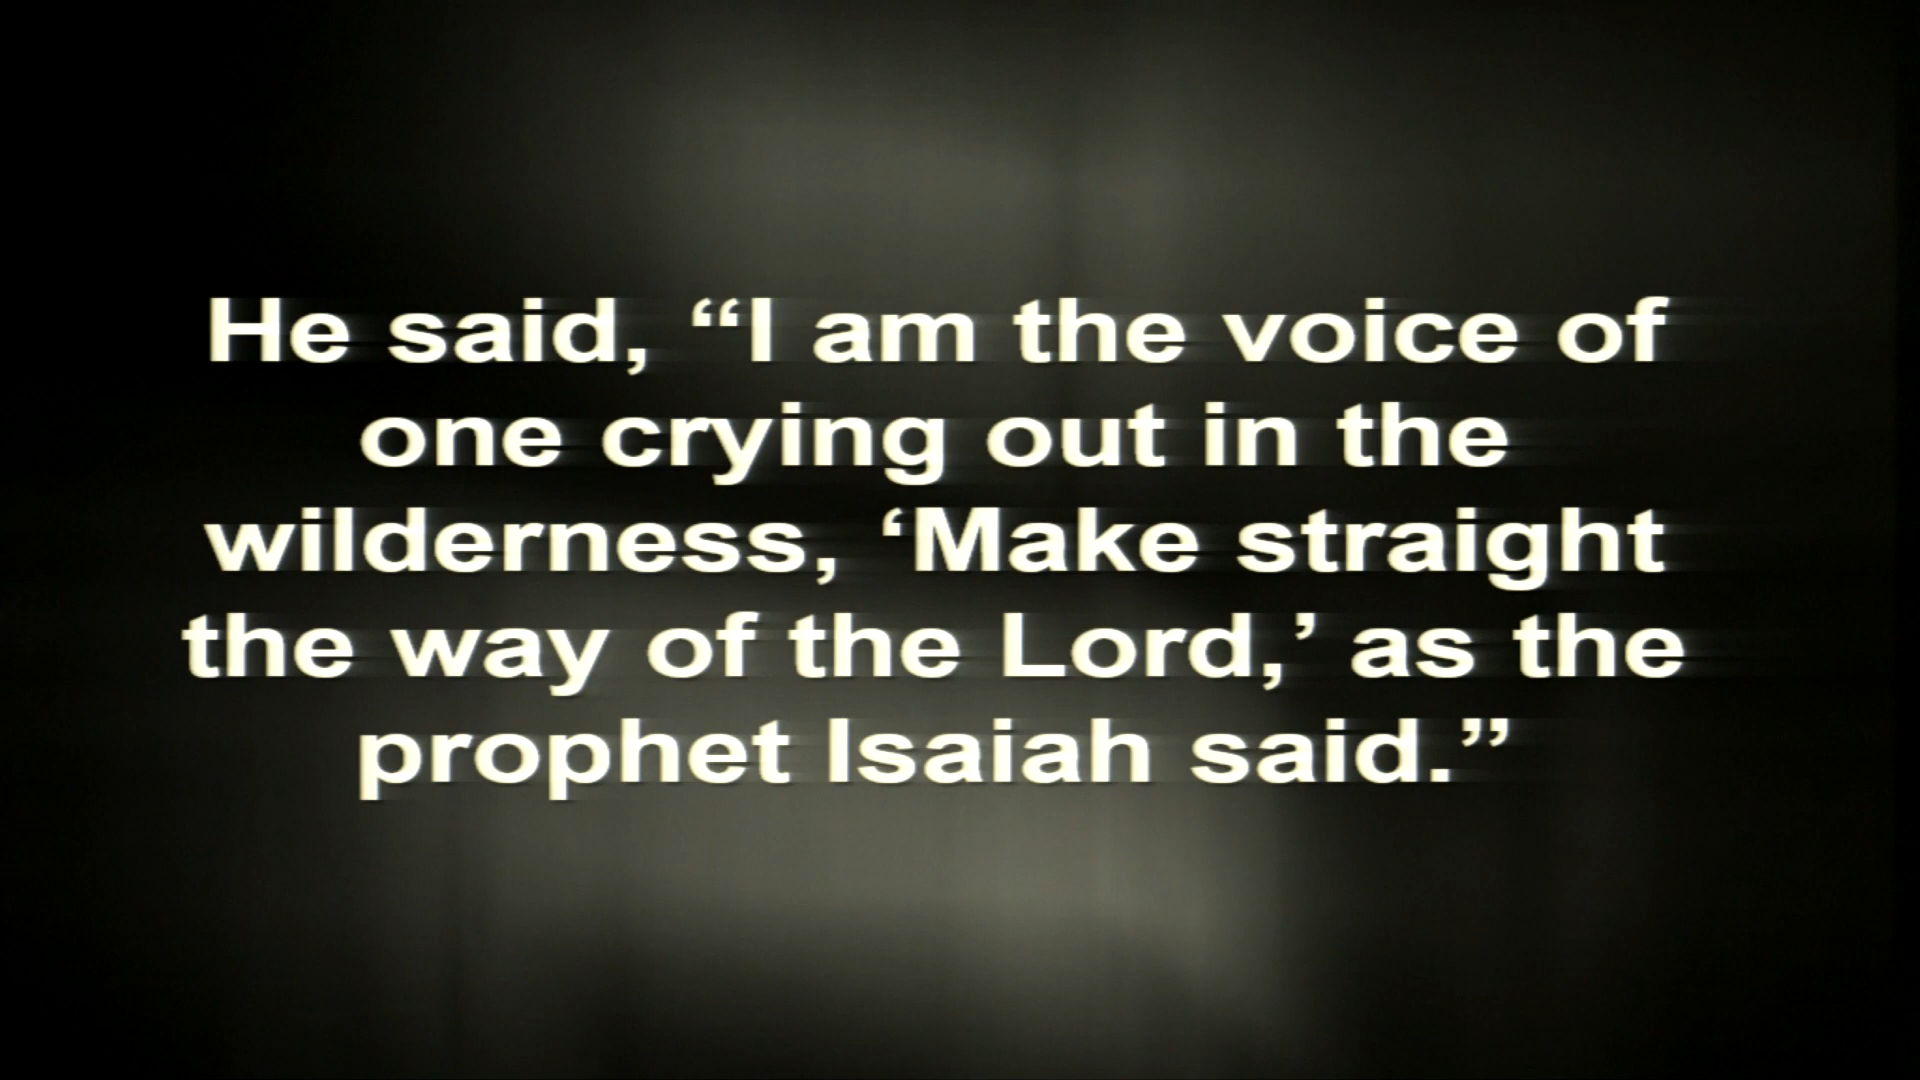 He said, “I am the voice of
one crying out in the
wilderness, ‘Make straight
the way of the Lord,’ as the
prophet Isaiah said.”